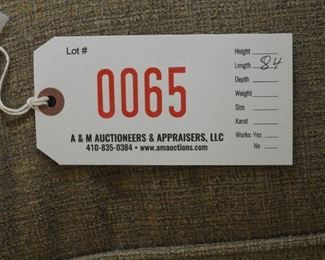 Lot #
0065
A & M AUCTIONEERS & APPRAISERS, LLC
410-835-0384 • www.amauctions.com
Height
Length 84
Depth
Weight
Size
Karat
Works: Yes
No